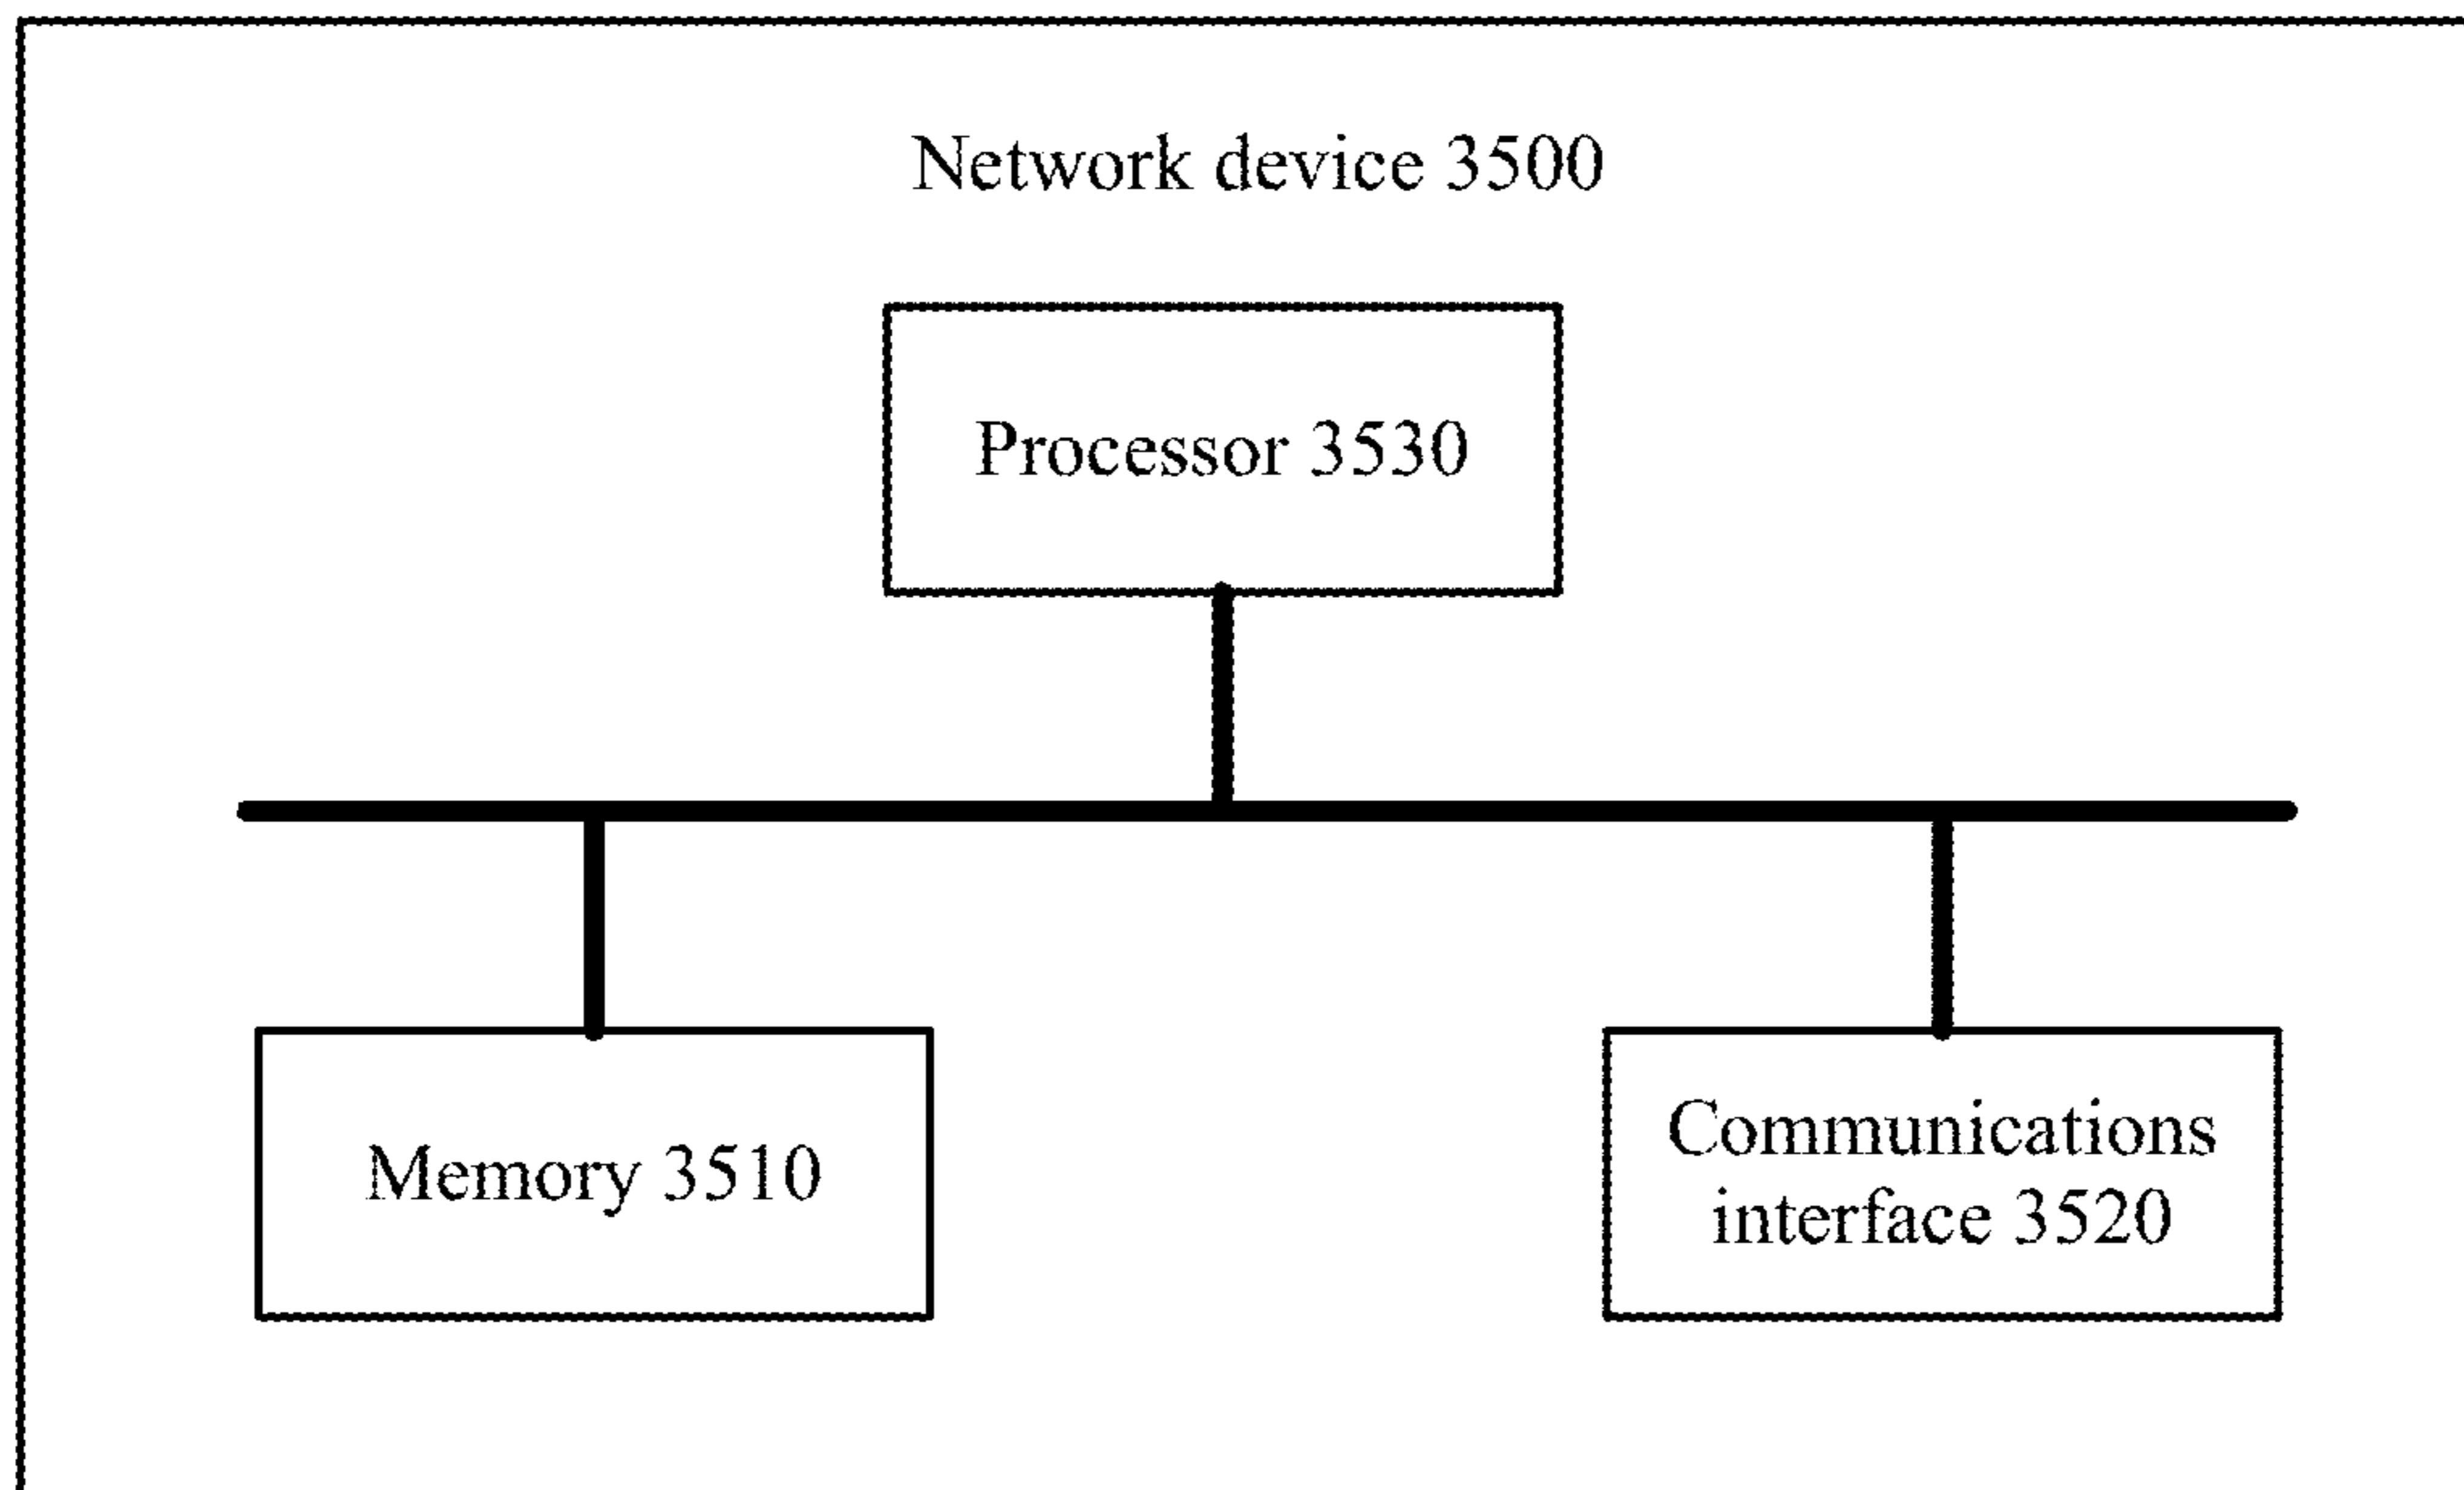 Network device 3500
Processor 3530
Memory 3510
Communications
interface 3520